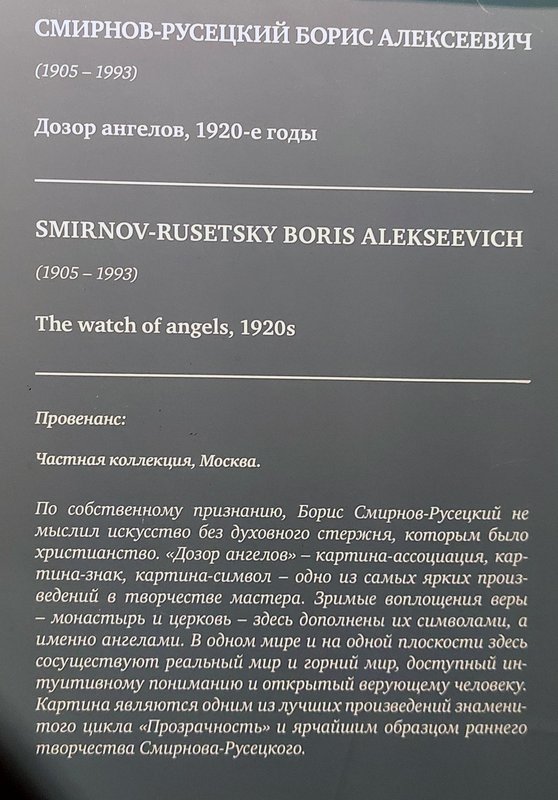 СМИРНОВ-РУСЕЦКИЙ БОРИС АЛЕКСЕЕВИЧ
(1905 – 1993)
Дозор ангелов, 1920-е годы
SMIRNOV-RUSETSKY BORIS ALEKSEEVICH
(1905 – 1993)
The watch of angels, 1920s
Провенанс:
Частная коллекция, Москва.
По собственному признанию, Борис Смирнов-Русецкий не
мыслил искусство без духовного стержня, которым было
христианство. «Дозор ангелов» – картина-ассоциация, кар-
тина-знак, картина-символ – одно из самых ярких произ-
ведений в творчестве мастера. Зримые воплощения веры
– монастырь и церковь – здесь дополнены их символами, а
именно ангелами. В одном мире и на одной плоскости здесь
сосуществуют реальный мир и горний мир, доступный ин-
туитивному пониманию и открытый верующему человеку.
Картина являются одним из лучших произведений знамени-
того цикла «Прозрачность» и ярчайшим образцом раннего
творчества Смирнова-Русецкого.